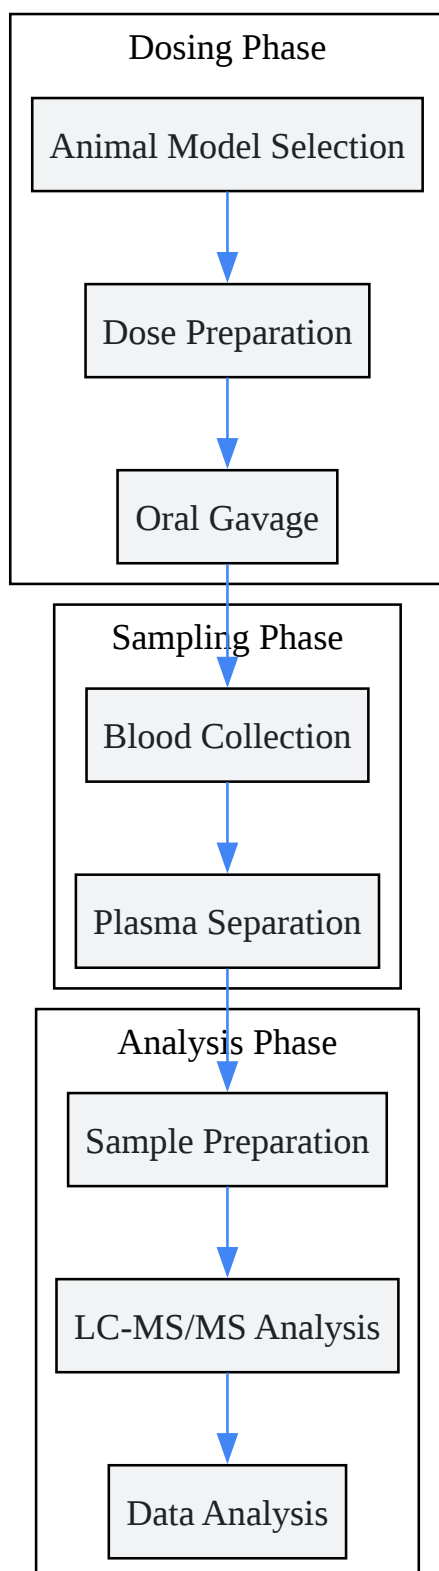 Dosing Phase
Animal Model Selection
Dose Preparation
Oral Gavage
Sampling Phase
Blood Collection
Plasma Separation
Analysis Phase
Sample Preparation
LC-MS/MS Analysis
Data Analysis